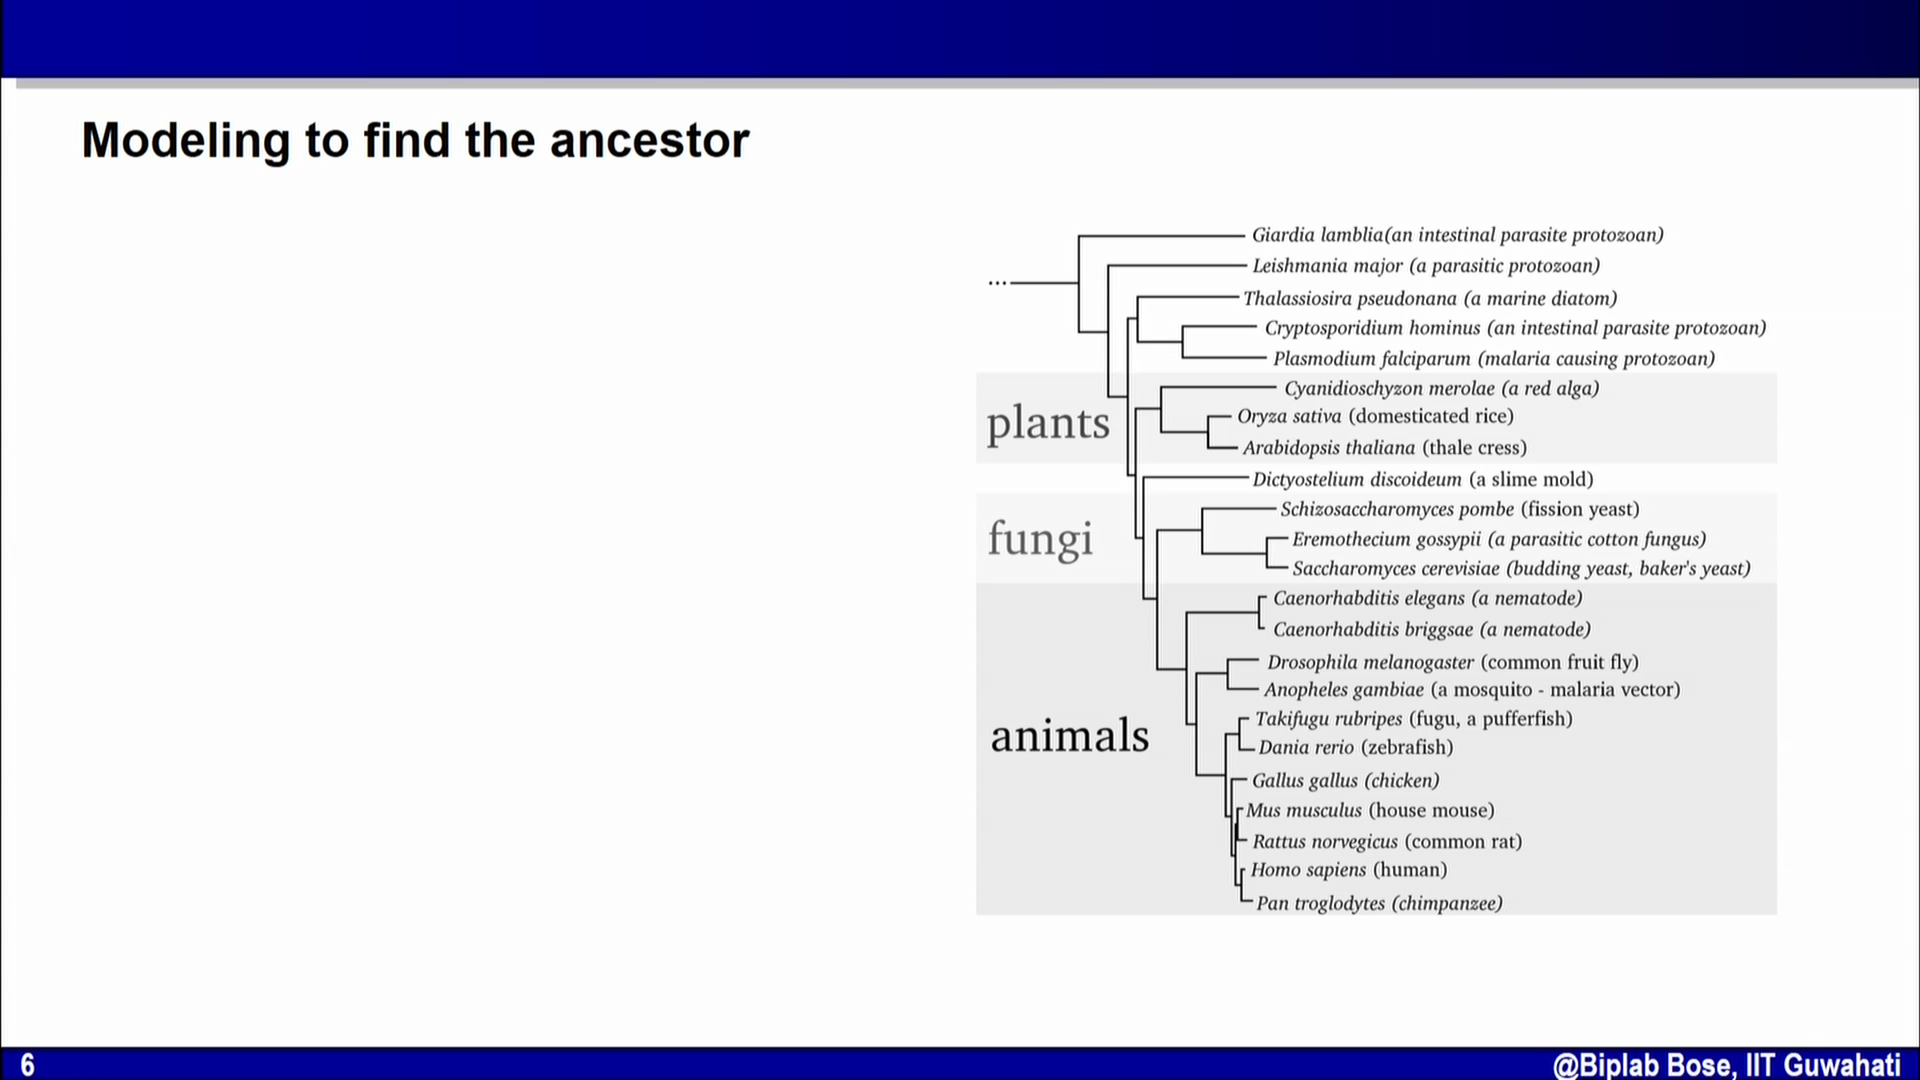 Modeling to find the ancestor
...
Giardia lamblia(an intestinal parasite protozoan)
Leishmania major (a parasitic protozoan)
Thalassiosira pseudonana (a marine diatom)
Cryptosporidium hominus (an intestinal parasite protozoan)
Plasmodium falciparum (malaria causing protozoan)
plants
Cyanidioschyzon merolae (a red alga)
Oryza sativa (domesticated rice)
Arabidopsis thaliana (thale cress)
Dictyostelium discoideum (a slime mold)
fungi
Schizosaccharomyces pombe (fission yeast)
Eremothecium gossypii (a parasitic cotton fungus)
Saccharomyces cerevisiae (budding yeast, baker's yeast)
animals
Caenorhabditis elegans (a nematode)
Caenorhabditis briggsae (a nematode)
Drosophila melanogaster (common fruit fly)
Anopheles gambiae (a mosquito - malaria vector)
Takifugu rubripes (fugu, a pufferfish)
Dania rerio (zebrafish)
Gallus gallus (chicken)
Mus musculus (house mouse)
Rattus norvegicus (common rat)
Homo sapiens (human)
Pan troglodytes (chimpanzee)
6
@Biplab Bose, IIT Guwahati